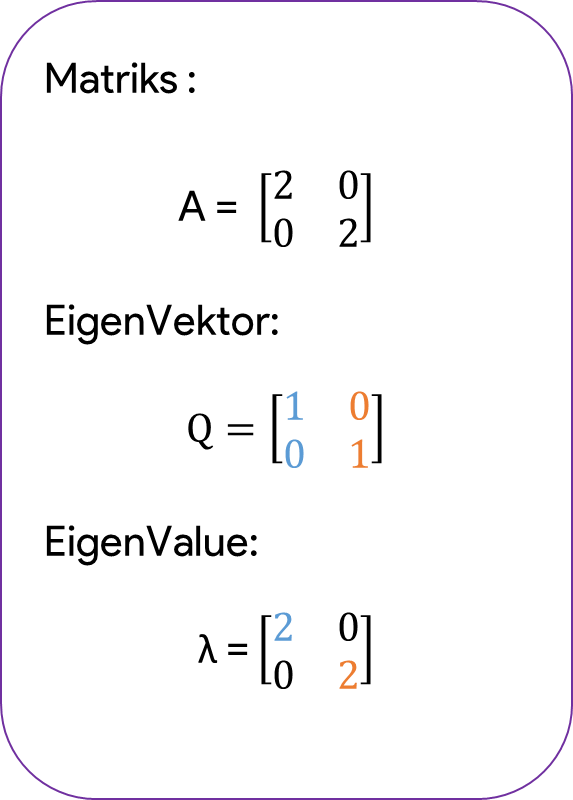 Matriks :
A = [2 0
0 2]
EigenVektor:
Q = [1 0
0 1]
EigenValue:
λ = [2 0
0 2]